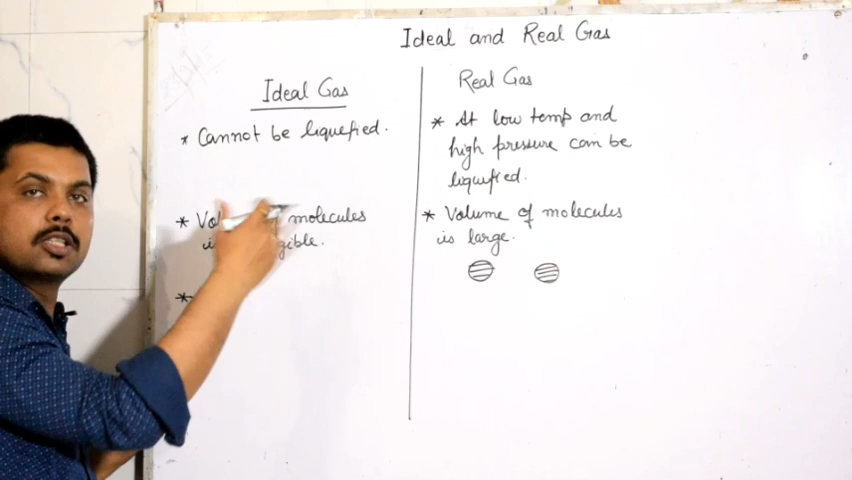 Ideal and Real Gas
Ideal Gas
* Cannot be liquefied.
* molecules
Real Gas
* At low temp and
high pressure can be
liquefied.
* Volume of molecules
is large.